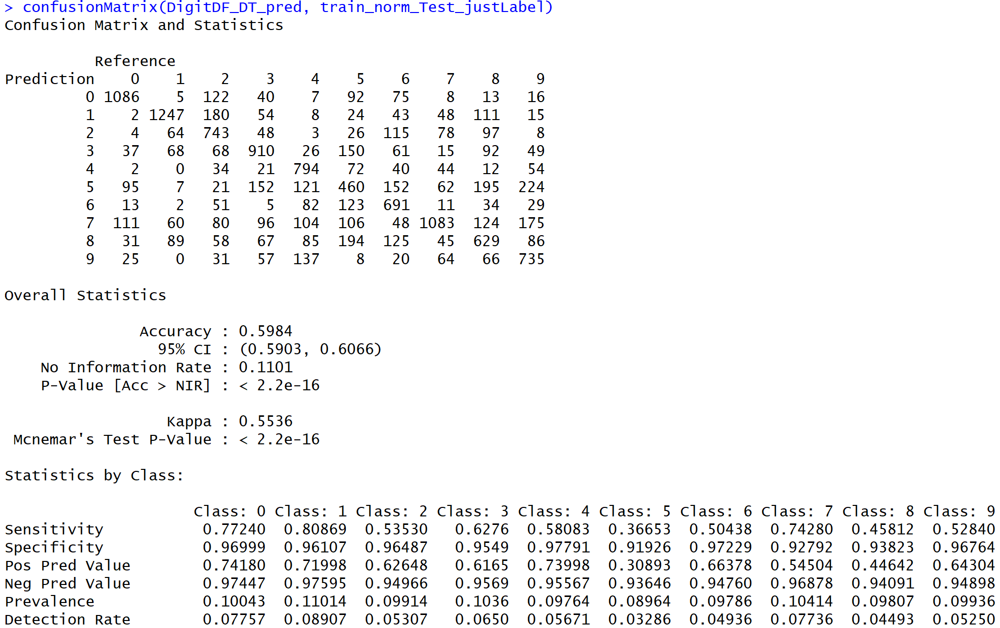 > confusionMatrix(DigitDF_DT_pred, train_norm_Test_justLabel)
Confusion Matrix and Statistics
Reference
Prediction 0 1 2 3 4 5 6 7 8 9
0 1086 5 122 40 7 92 75 8 13 16
1 2 1247 180 54 8 24 43 48 111 15
2 4 64 743 48 3 26 115 78 97 8
3 37 68 68 910 26 150 61 15 92 49
4 2 0 34 21 794 72 40 44 12 54
5 95 7 21 152 121 460 152 62 195 224
6 13 2 51 5 82 123 691 11 34 29
7 111 60 80 96 104 106 48 1083 124 175
8 31 89 58 67 85 194 125 45 629 86
9 25 0 31 57 137 8 20 64 66 735
Overall Statistics
Accuracy : 0.5984
95% CI : (0.5903, 0.6066)
No Information Rate : 0.1101
P-Value [Acc > NIR] : < 2.2e-16
Kappa : 0.5536
Mcnemar's Test P-Value : < 2.2e-16
Statistics by Class:
Class: 0 Class: 1 Class: 2 Class: 3 Class: 4 Class: 5 Class: 6 Class: 7 Class: 8 Class: 9
Sensitivity 0.77240 0.80869 0.53530 0.6276 0.58083 0.36653 0.50438 0.74280 0.45812 0.52840
Specificity 0.96999 0.96107 0.96487 0.9549 0.97791 0.91926 0.97229 0.92792 0.93823 0.96764
Pos Pred Value 0.74180 0.71998 0.62648 0.6165 0.73998 0.30893 0.66378 0.54504 0.44642 0.64304
Neg Pred Value 0.97447 0.97595 0.94966 0.9569 0.95567 0.93646 0.94760 0.96878 0.94091 0.94898
Prevalence 0.10043 0.11014 0.09914 0.1036 0.09764 0.08964 0.09786 0.10414 0.09807 0.09936
Detection Rate 0.07757 0.08907 0.05307 0.0650 0.05671 0.03286 0.04936 0.07736 0.04493 0.05250